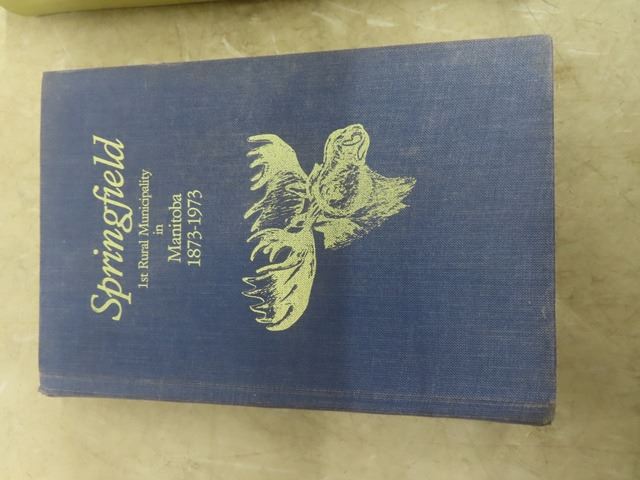 Springfield
1st Rural Municipality
in
Manitoba
1873-1973